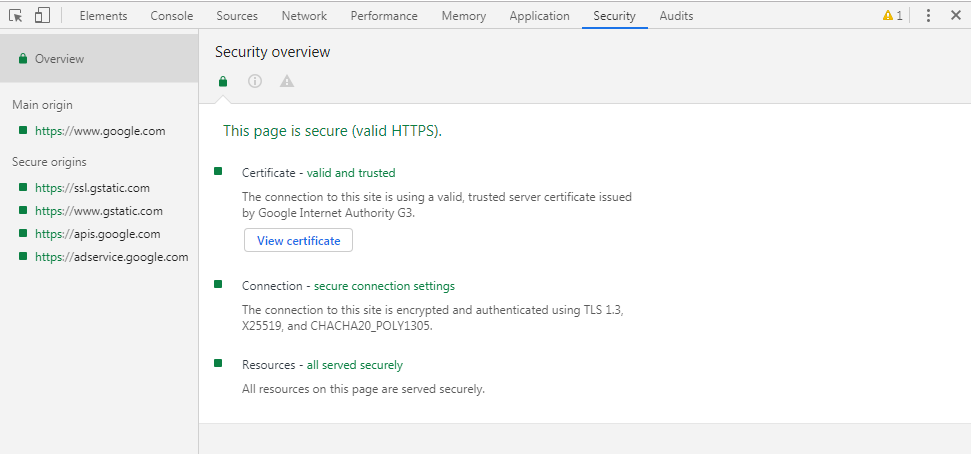 Elements Console Sources Network Performance Memory Application Security Audits 1
Overview
Main origin
https://www.google.com
Secure origins
https://ssl.gstatic.com
https://www.gstatic.com
https://apis.google.com
https://adservice.google.com
Security overview
This page is secure (valid HTTPS).
Certificate - valid and trusted
The connection to this site is using a valid, trusted server certificate issued
by Google Internet Authority G3.
View certificate
Connection - secure connection settings
The connection to this site is encrypted and authenticated using TLS 1.3,
X25519, and CHACHA20_POLY1305.
Resources - all served securely
All resources on this page are served securely.